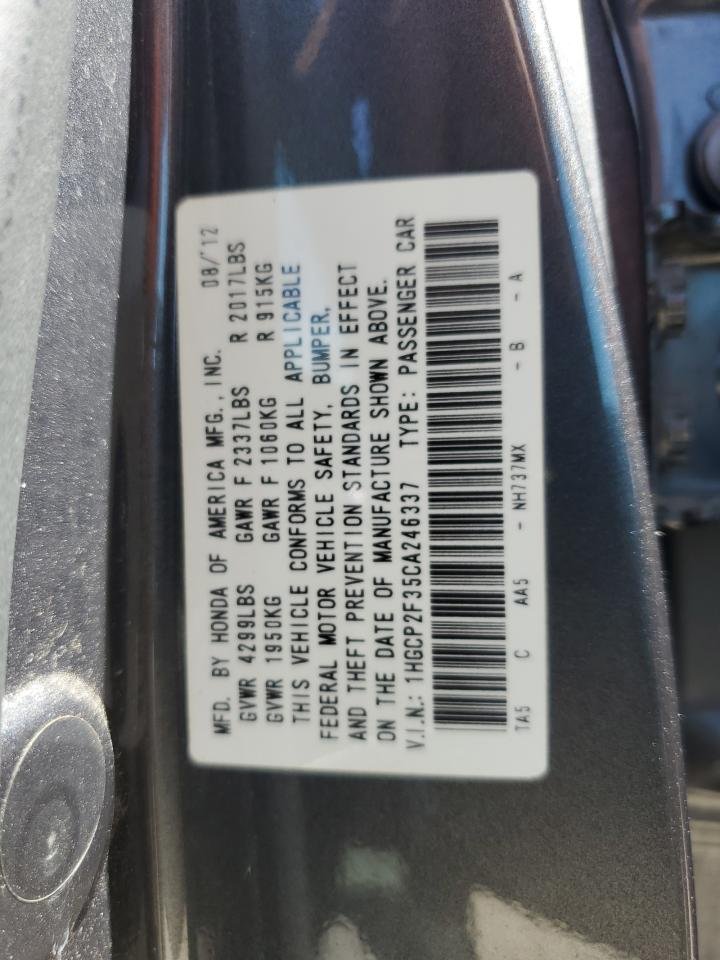 MFD. BY HONDA OF AMERICA MFG., INC. 08/'12
GVWR 4299LBS GAWR F 2337LBS R 2017LBS
GVWR 1950KG GAWR F 1060KG R 915KG
THIS VEHICLE CONFORMS TO ALL APPLICABLE
FEDERAL MOTOR VEHICLE SAFETY, BUMPER,
AND THEFT PREVENTION STANDARDS IN EFFECT
ON THE DATE OF MANUFACTURE SHOWN ABOVE.
V.I.N.: 1HGCP2F35CA246337 TYPE: PASSENGER CAR
TA5 C AA5 - NH737MX - B - A